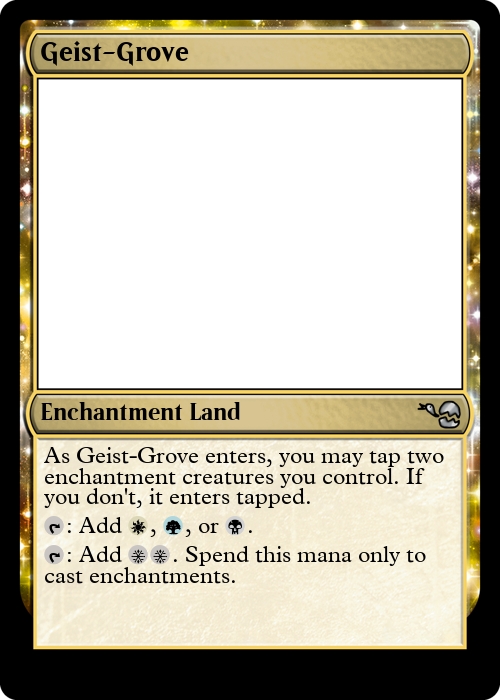 Geist-Grove
Enchantment Land
As Geist-Grove enters, you may tap two
enchantment creatures you control. If
you don't, it enters tapped.
: Add , , or .
: Add . Spend this mana only to
cast enchantments.